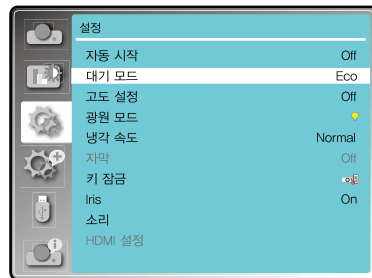 설정
자동 시작 Off
대기 모드 Eco
고도 설정 Off
광원 모드
냉각 속도 Normal
자막 Off
키 잠금
Iris On
소리
HDMI 설정